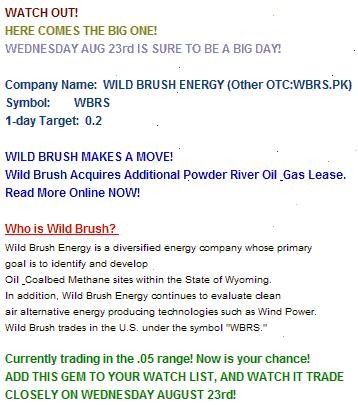 WATCH OUT!
HERE COMES THE BIG ONE!
WEDNESDAY AUG 23rd IS SURE TO BE A BIG DAY!
Company Name: WILD BRUSH ENERGY (Other OTC:WBRS.PK)
Symbol: WBRS
1-day Target: 0.2
WILD BRUSH MAKES A MOVE!
Wild Brush Acquires Additional Powder River Oil _Gas Lease.
Read More Online NOW!
Who is Wild Brush?
Wild Brush Energy is a diversified energy company whose primary
goal is to identify and develop
Oil _Coalbed Methane sites within the State of Wyoming.
In addition, Wild Brush Energy continues to evaluate clean
air alternative energy producing technologies such as Wind Power.
Wild Brush trades in the U.S. under the symbol "WBRS."
Currently trading in the .05 range! Now is your chance!
ADD THIS GEM TO YOUR WATCH LIST, AND WATCH IT TRADE
CLOSELY ON WEDNESDAY AUGUST 23rd!